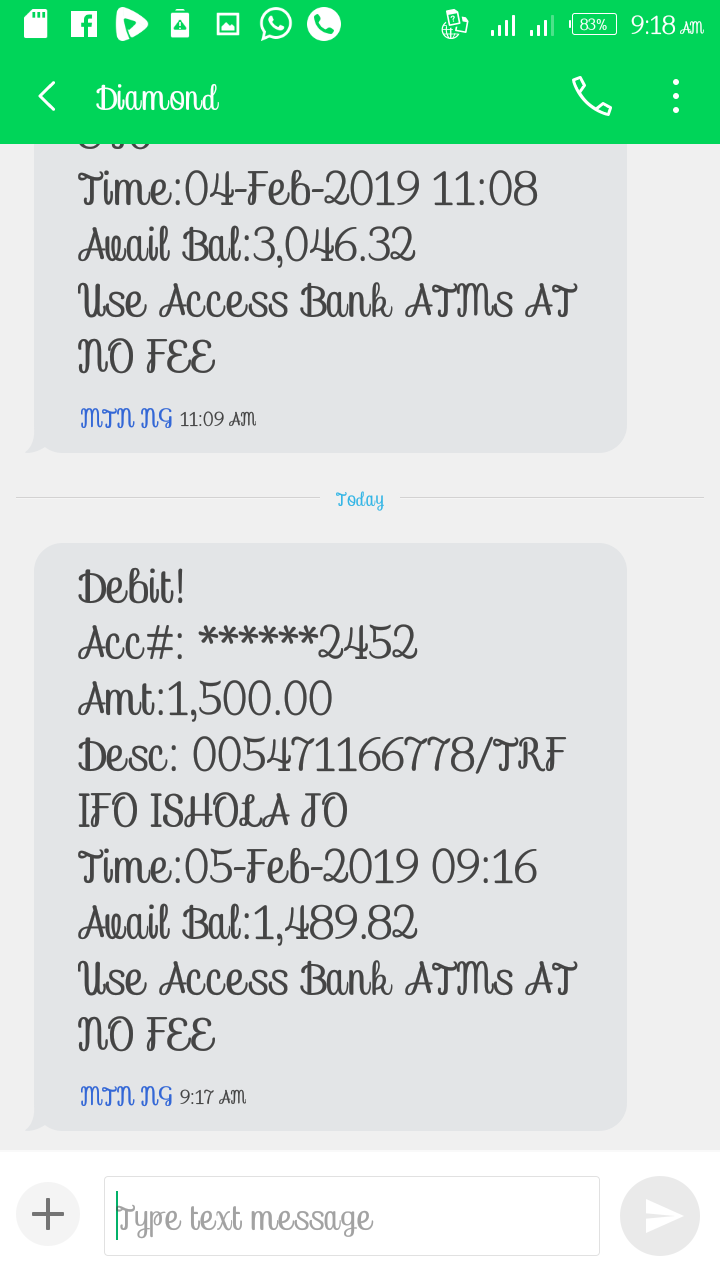 83% 9:18 AM
Diamond
Time:04-Feb-2019 11:08
Avail Bal:3,046.32
Use Access Bank ATMs AT
NO FEE
MTN NG 11:09 AM
Today
Debit!
Acc#: ******2452
Amt:1,500.00
Desc: 005471166778/TRF
IFO ISHOLA JO
Time:05-Feb-2019 09:16
Avail Bal:1,489.82
Use Access Bank ATMs AT
NO FEE
MTN NG 9:17 AM
Type text message